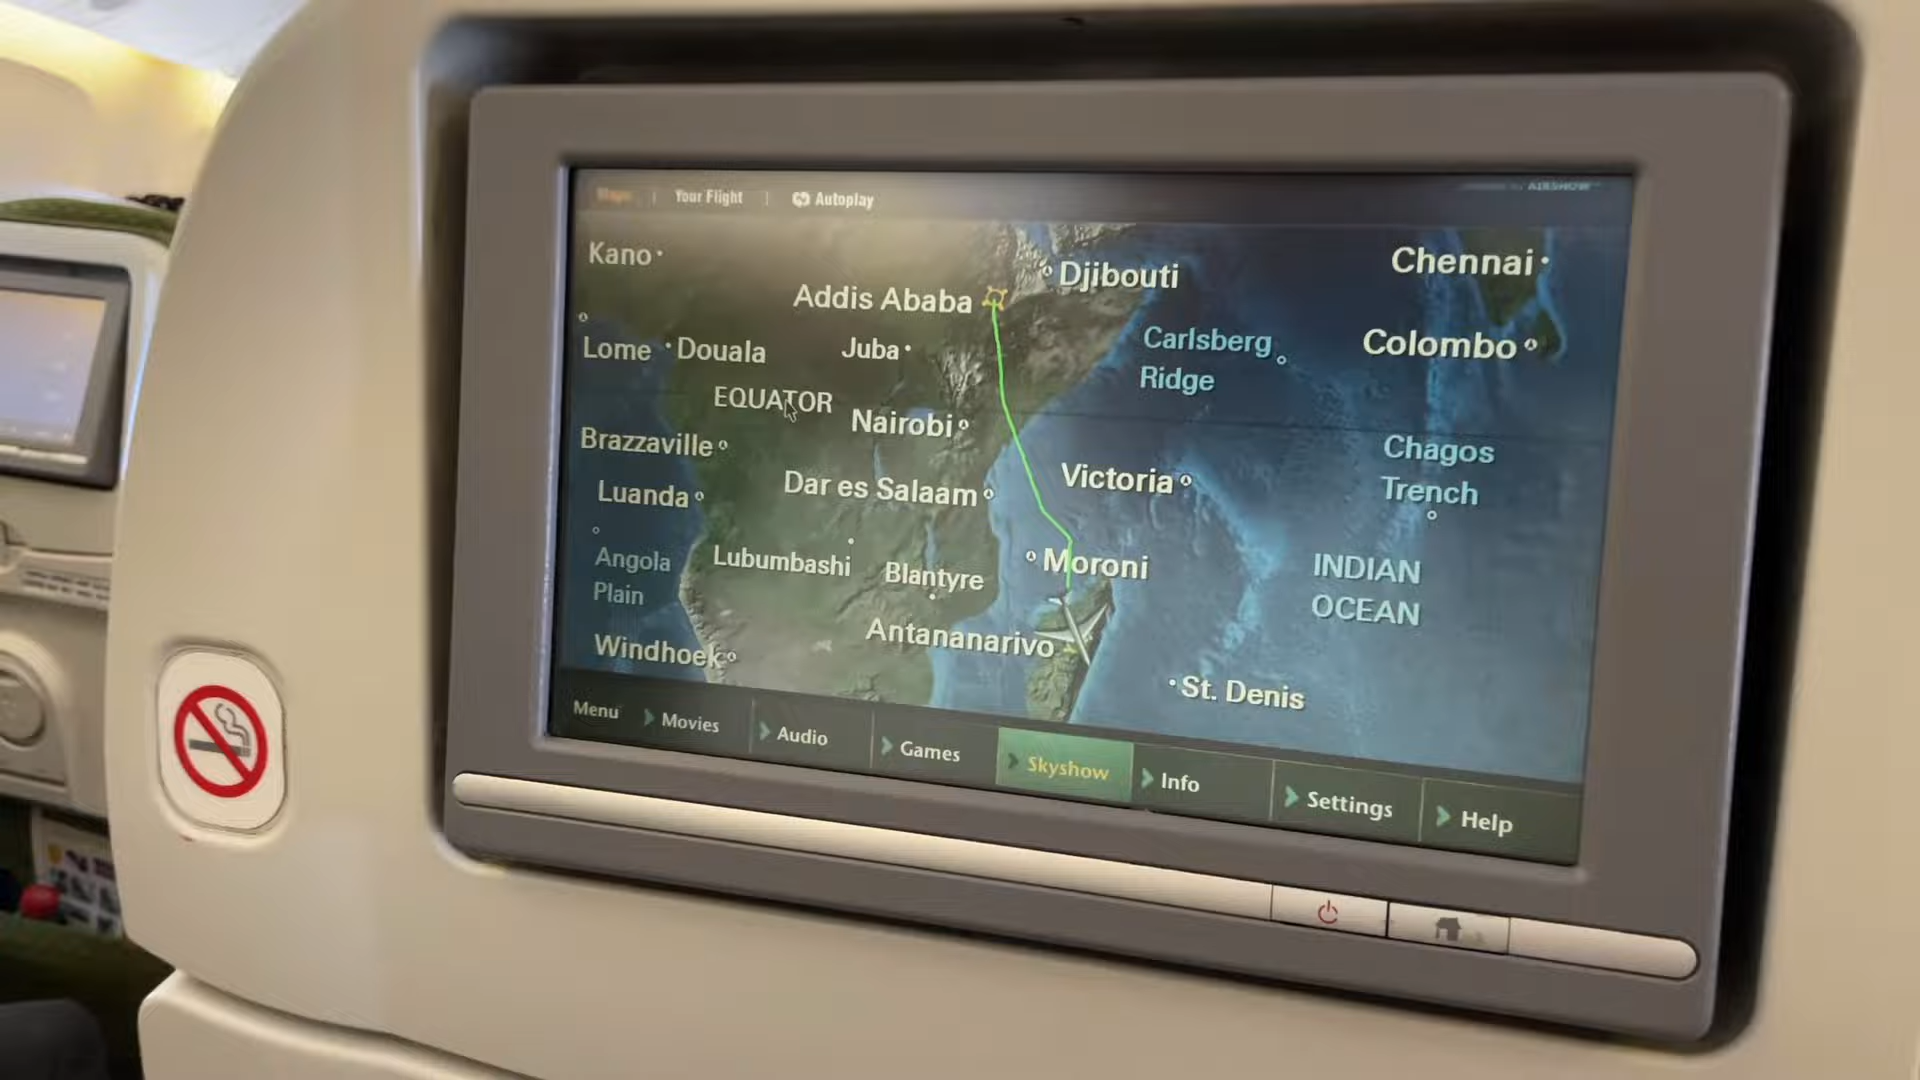 Maps | Your Flight | Autoplay
AIRSHOW
Kano
Djibouti
Chennai
Addis Ababa
Carlsberg
Ridge
Colombo
Lome
Douala
Juba
EQUATOR
Nairobi
Brazzaville
Chagos
Trench
Victoria
Dar es Salaam
Luanda
Angola
Plain
Lubumbashi
Blantyre
Moroni
INDIAN
OCEAN
Antananarivo
Windhoek
St. Denis
Menu
Movies
Audio
Games
Skyshow
Info
Settings
Help